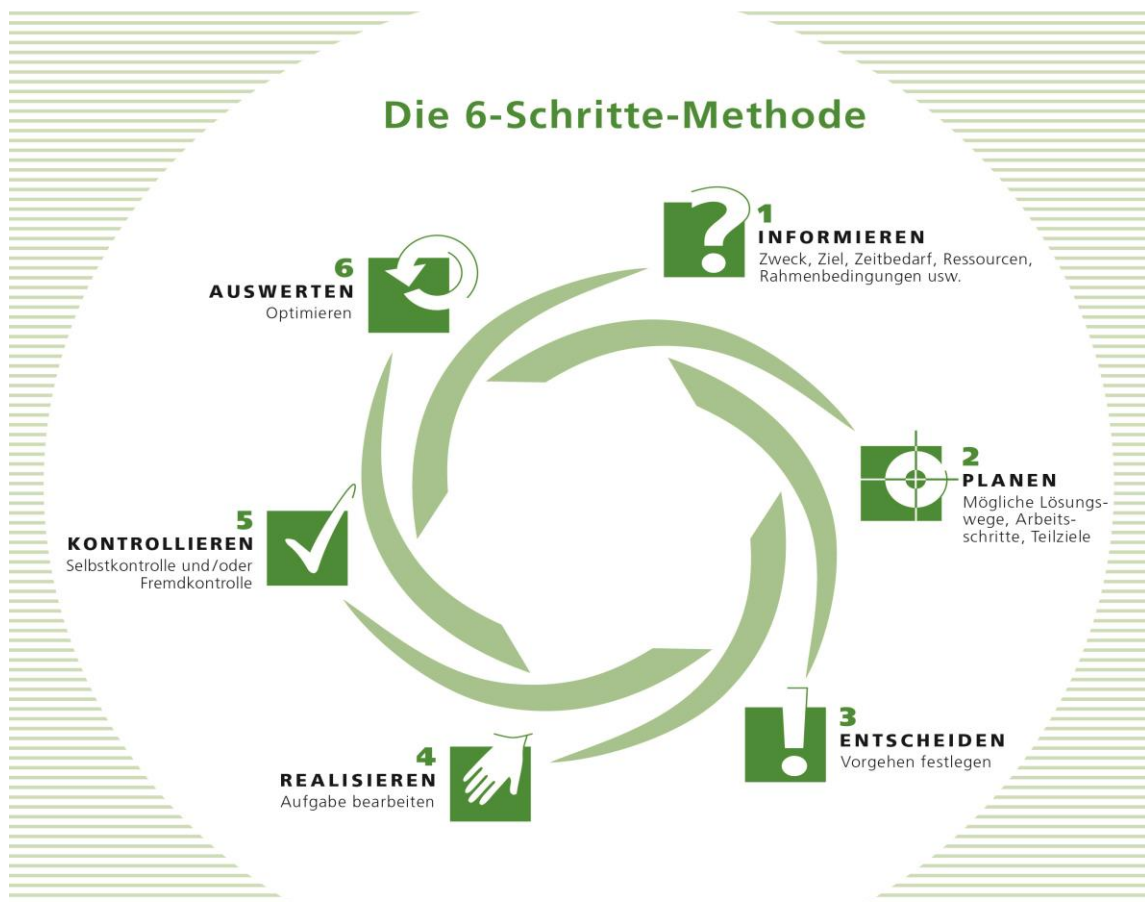 Die 6-Schritte-Methode
1
INFORMIEREN
Zweck, Ziel, Zeitbedarf, Ressourcen,
Rahmenbedingungen usw.
2
PLANEN
Mögliche Lösungs-
wege, Arbeits-
schritte, Teilziele
3
ENTSCHEIDEN
Vorgehen festlegen
4
REALISIEREN
Aufgabe bearbeiten
5
KONTROLLIEREN
Selbstkontrolle und/oder
Fremdkontrolle
6
AUSWERTEN
Optimieren